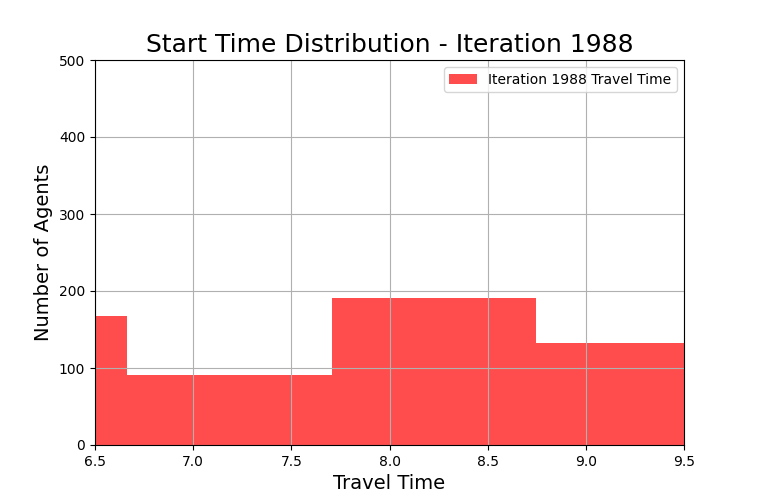 Start Time Distribution - Iteration 1988
500
400
300
200
100
0
Number of Agents
Iteration 1988 Travel Time
6.5 7.0 7.5 8.0 8.5 9.0 9.5
Travel Time